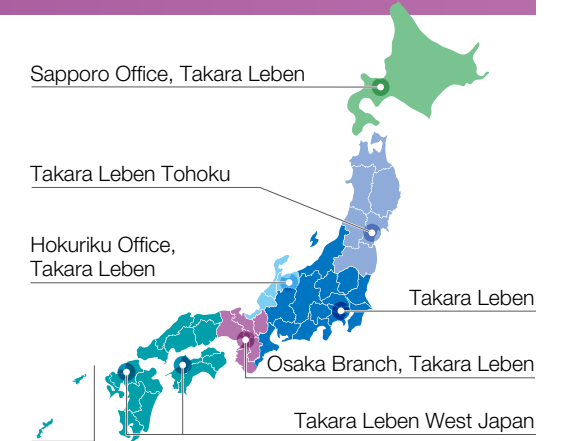 Sapporo Office, Takara Leben
Takara Leben Tohoku
Hokuriku Office,
Takara Leben
Takara Leben
Osaka Branch, Takara Leben
Takara Leben West Japan